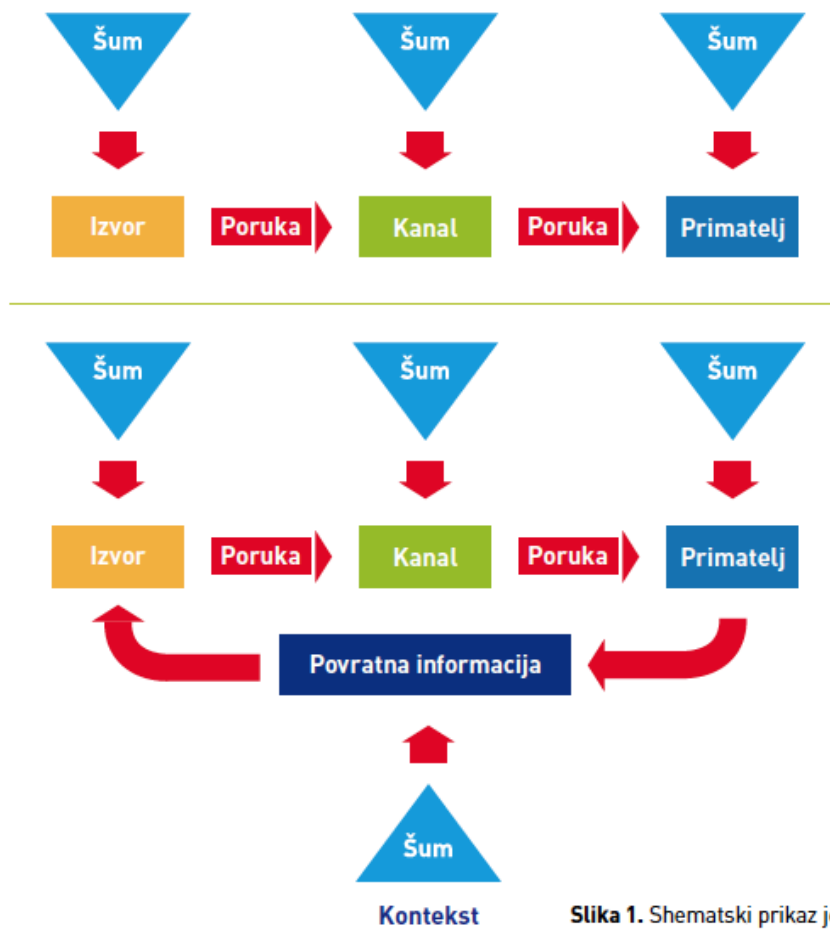 Šum Šum Šum
Izvor Poruka Kanal Poruka Primatelj
Šum Šum Šum
Izvor Poruka Kanal Poruka Primatelj
Povratna informacija
Šum
Kontekst
Slika 1. Shematski prikaz